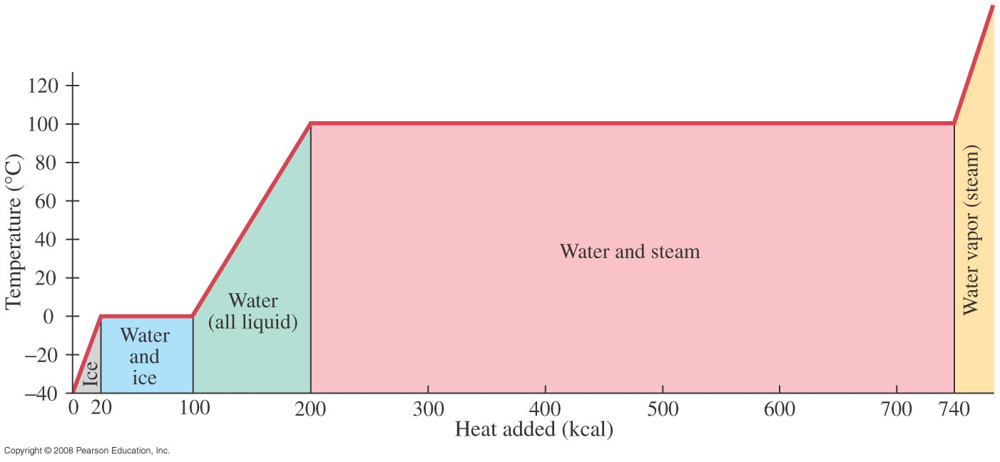 120
100
80
60
40
20
0
–20
–40
Temperature (°C)
Ice
Water
and
ice
Water
(all liquid)
Water and steam
Water vapor (steam)
0 20 100 200 300 400 500 600 700 740
Heat added (kcal)
Copyright © 2008 Pearson Education, Inc.